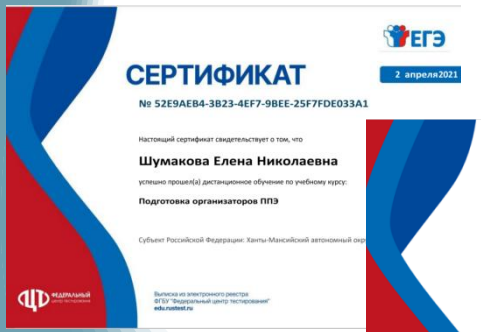 ЕГЭ
СЕРТИФИКАТ
2 апреля2021
№ 52E9AEB4-3B23-4EF7-9BEE-25F7FDE033A1
Настоящий сертификат свидетельствует о том, что
Шумакова Елена Николаевна
успешно прошел(а) дистанционное обучение по учебному курсу:
Подготовка организаторов ППЭ
Субъект Российской Федерации: Ханты-Мансийский автономный окр
ФЕДЕРАЛЬНЫЙ
ЦЕНТР ТЕСТИРОВАНИЯ
Выписка из электронного реестра
ФГБУ "Федеральный центр тестирования"
edu.rustest.ru